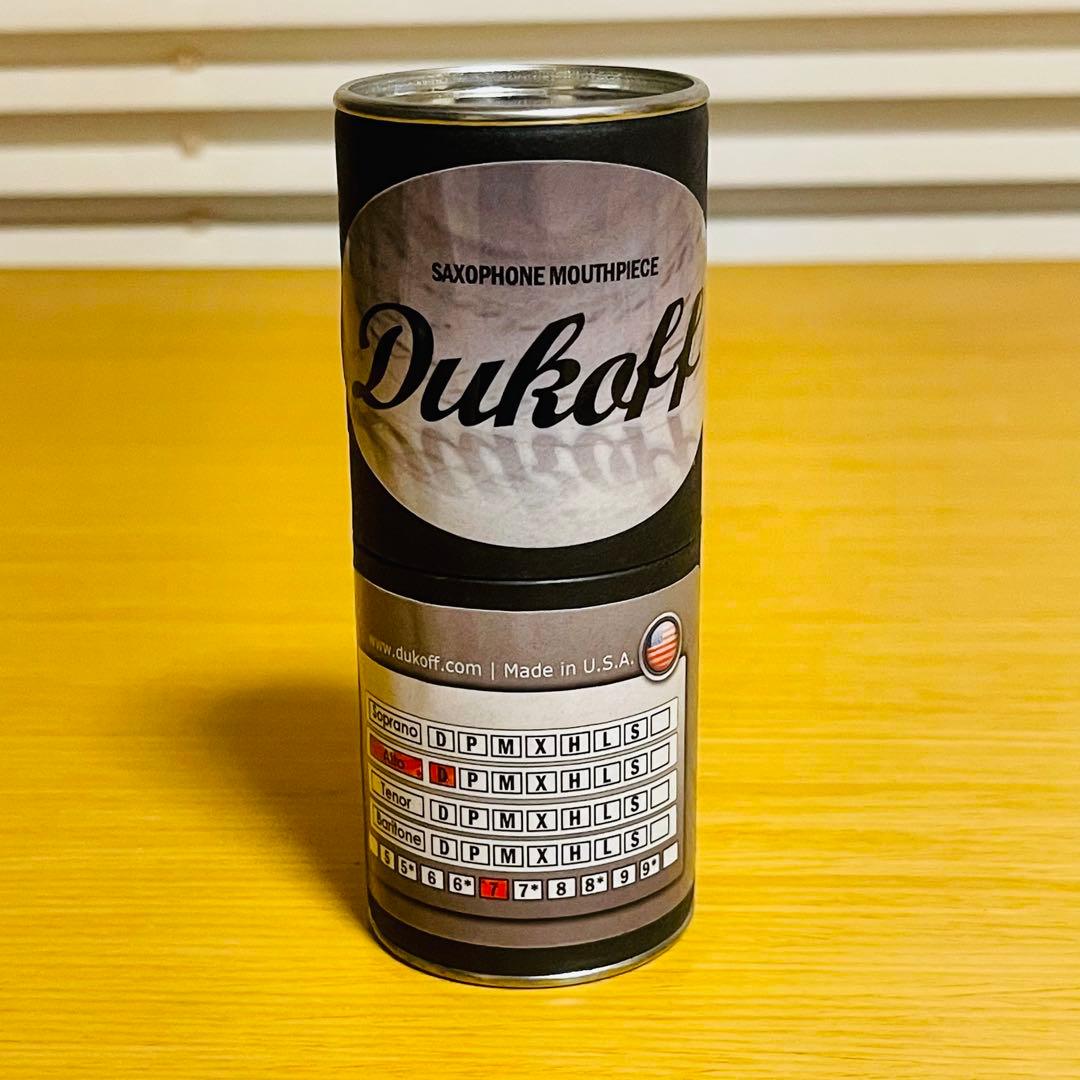 SAXOPHONE MOUTHPIECE
Dukoff
www.dukoff.com | Made in U.S.A.
Soprano D P M X H L S
Alto D P M X H L S
Tenor D P M X H L S
Baritone D P M X H L S
5 5* 6 6* 7 7* 8 8* 9 9*